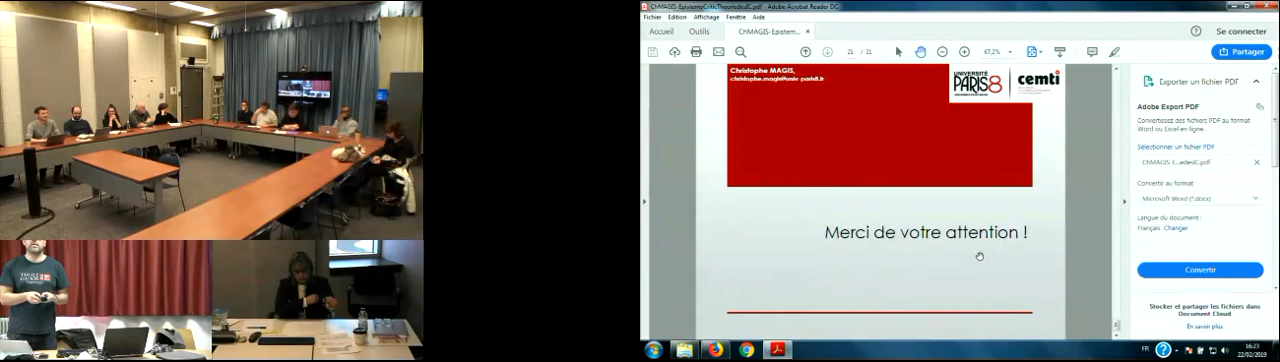 ChMAGIS-EpistemoCriticTheoriedesIC.pdf - Adobe Acrobat Reader DC
Fichier Edition Affichage Fenêtre Aide
Accueil Outils ChMAGIS- Epistem... ×
Se connecter
21 / 21
67,2%
Partager
Christophe MAGIS,
christophe.magis@univ-paris8.fr
UNIVERSITÉ
PARIS 8
cemti
Merci de votre attention !
Exporter un fichier PDF
Adobe Export PDF
Convertissez des fichiers PDF au format
Word ou Excel en ligne.
Sélectionner un fichier PDF
ChMAGIS-E...edesIC.pdf
Convertir au format
Microsoft Word (*.docx)
Langue du document :
Français Changer
Convertir
Stocker et partager les fichiers dans
Document Cloud
En savoir plus
FR
16:23
22/02/2019